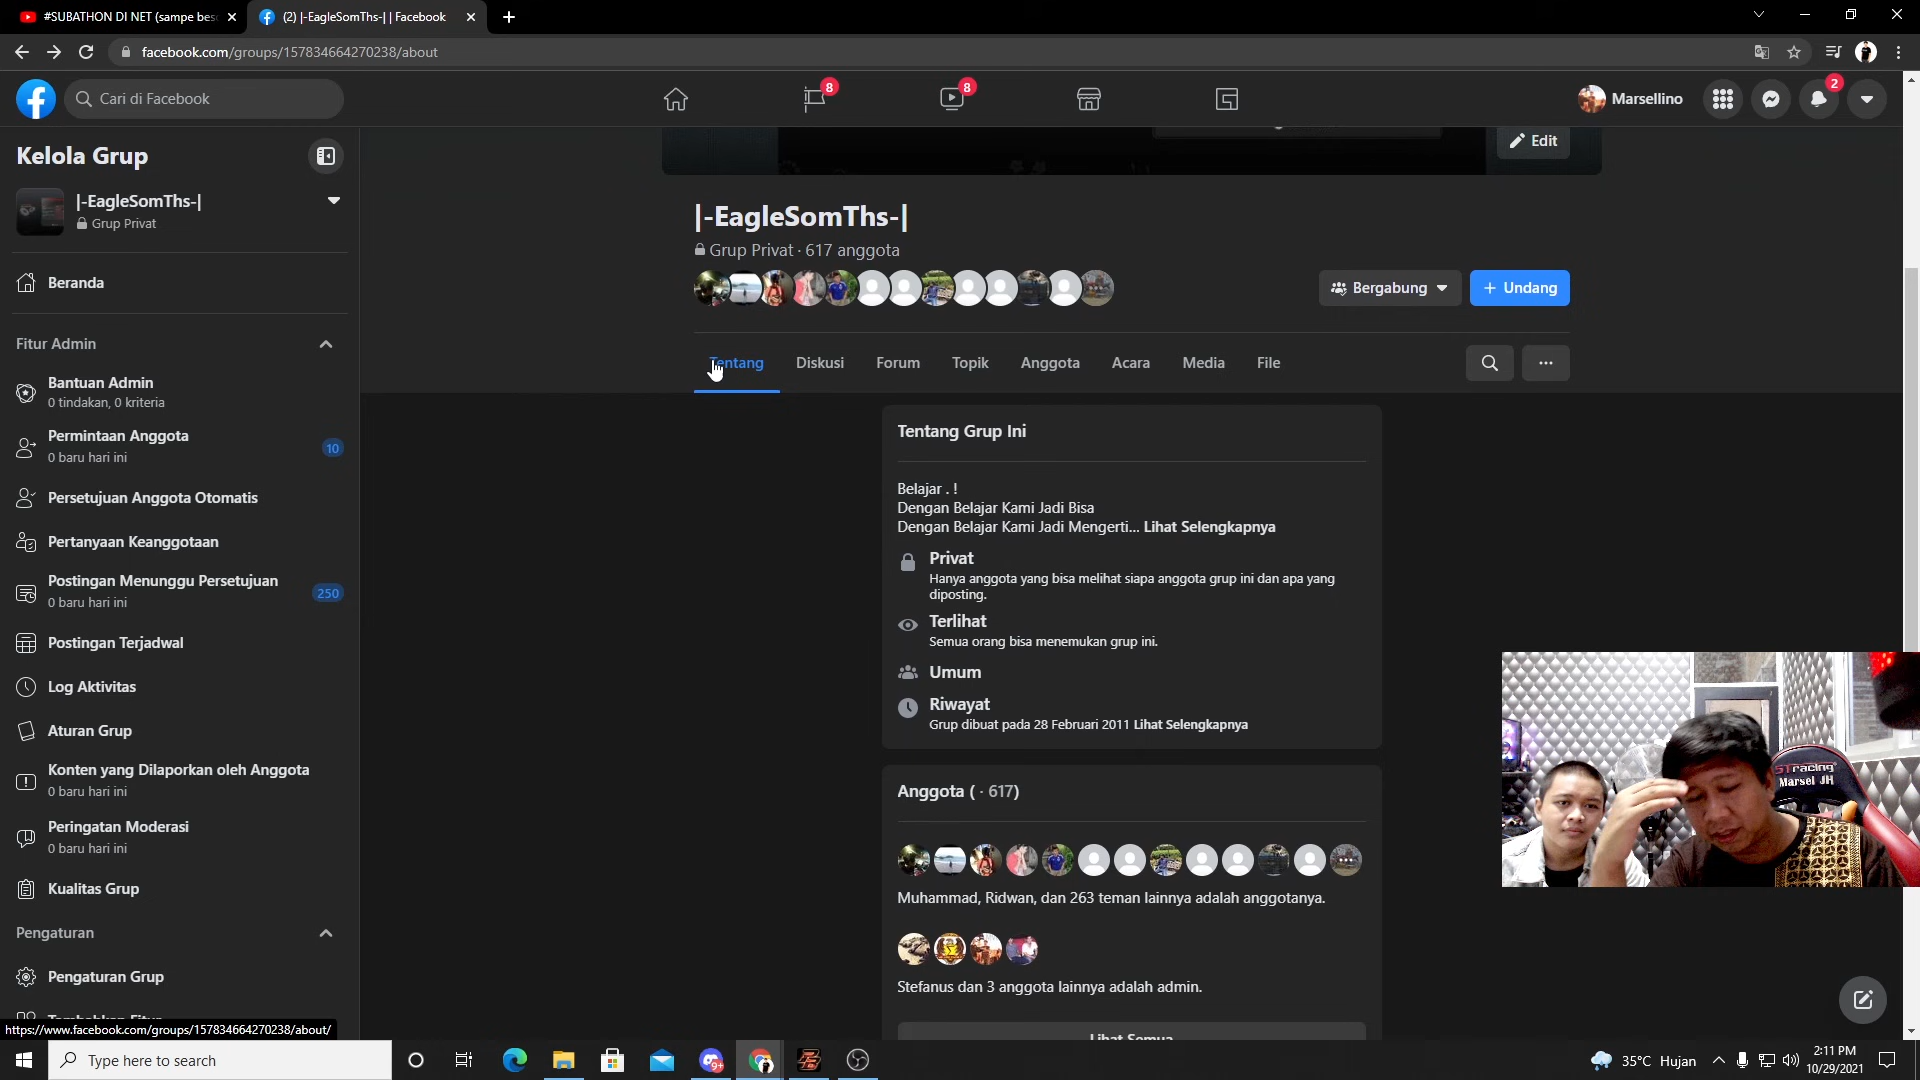 #SUBATHON DI NET (sampe bes
(2) |-EagleSomThs-| | Facebook
facebook.com/groups/157834664270238/about
Cari di Facebook
8
8
Marsellino
2
Kelola Grup
|-EagleSomThs-|
Grup Privat
Beranda
Fitur Admin
Bantuan Admin
0 tindakan, 0 kriteria
Permintaan Anggota
0 baru hari ini
10
Persetujuan Anggota Otomatis
Pertanyaan Keanggotaan
Postingan Menunggu Persetujuan
0 baru hari ini
250
Postingan Terjadwal
Log Aktivitas
Aturan Grup
Konten yang Dilaporkan oleh Anggota
0 baru hari ini
Peringatan Moderasi
0 baru hari ini
Kualitas Grup
Pengaturan
Pengaturan Grup
https://www.facebook.com/groups/157834664270238/about/
Edit
|-EagleSomThs-|
Grup Privat · 617 anggota
Bergabung
+ Undang
Tentang
Diskusi
Forum
Topik
Anggota
Acara
Media
File
Tentang Grup Ini
Belajar . !
Dengan Belajar Kami Jadi Bisa
Dengan Belajar Kami Jadi Mengerti... Lihat Selengkapnya
Privat
Hanya anggota yang bisa melihat siapa anggota grup ini dan apa yang
diposting.
Terlihat
Semua orang bisa menemukan grup ini.
Umum
Riwayat
Grup dibuat pada 28 Februari 2011 Lihat Selengkapnya
Anggota ( · 617)
Muhammad, Ridwan, dan 263 teman lainnya adalah anggotanya.
Stefanus dan 3 anggota lainnya adalah admin.
Lihat Semua
STracing
Marsel JH
Type here to search
9+
35°C Hujan
2:11 PM
10/29/2021